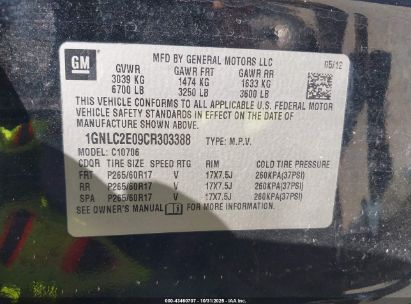 GM
MFD BY GENERAL MOTORS LLC
05/12
GVWR GAWR FRT GAWR RR
3039 KG 1474 KG 1633 KG
6700 LB 3250 LB 3600 LB
THIS VEHICLE CONFORMS TO ALL APPLICABLE U.S. FEDERAL MOTOR
VEHICLE SAFETY STANDARDS IN EFFECT ON THE DATE OF
MANUFACTURE SHOWN ABOVE.
1GNLC2E09CR303388 TYPE: M.P.V.
MODEL: C10706
CDQR TIRE SIZE SPEED RTG RIM COLD TIRE PRESSURE
FRT P265/60R17 V 17X7.5J 260KPA(37PSI)
RR P265/60R17 V 17X7.5J 260KPA(37PSI)
SPA P265/60R17 V 17X7.5J 260KPA(37PSI)
SEE OWNER'S MANUAL FOR ADDITIONAL INFORMATION.